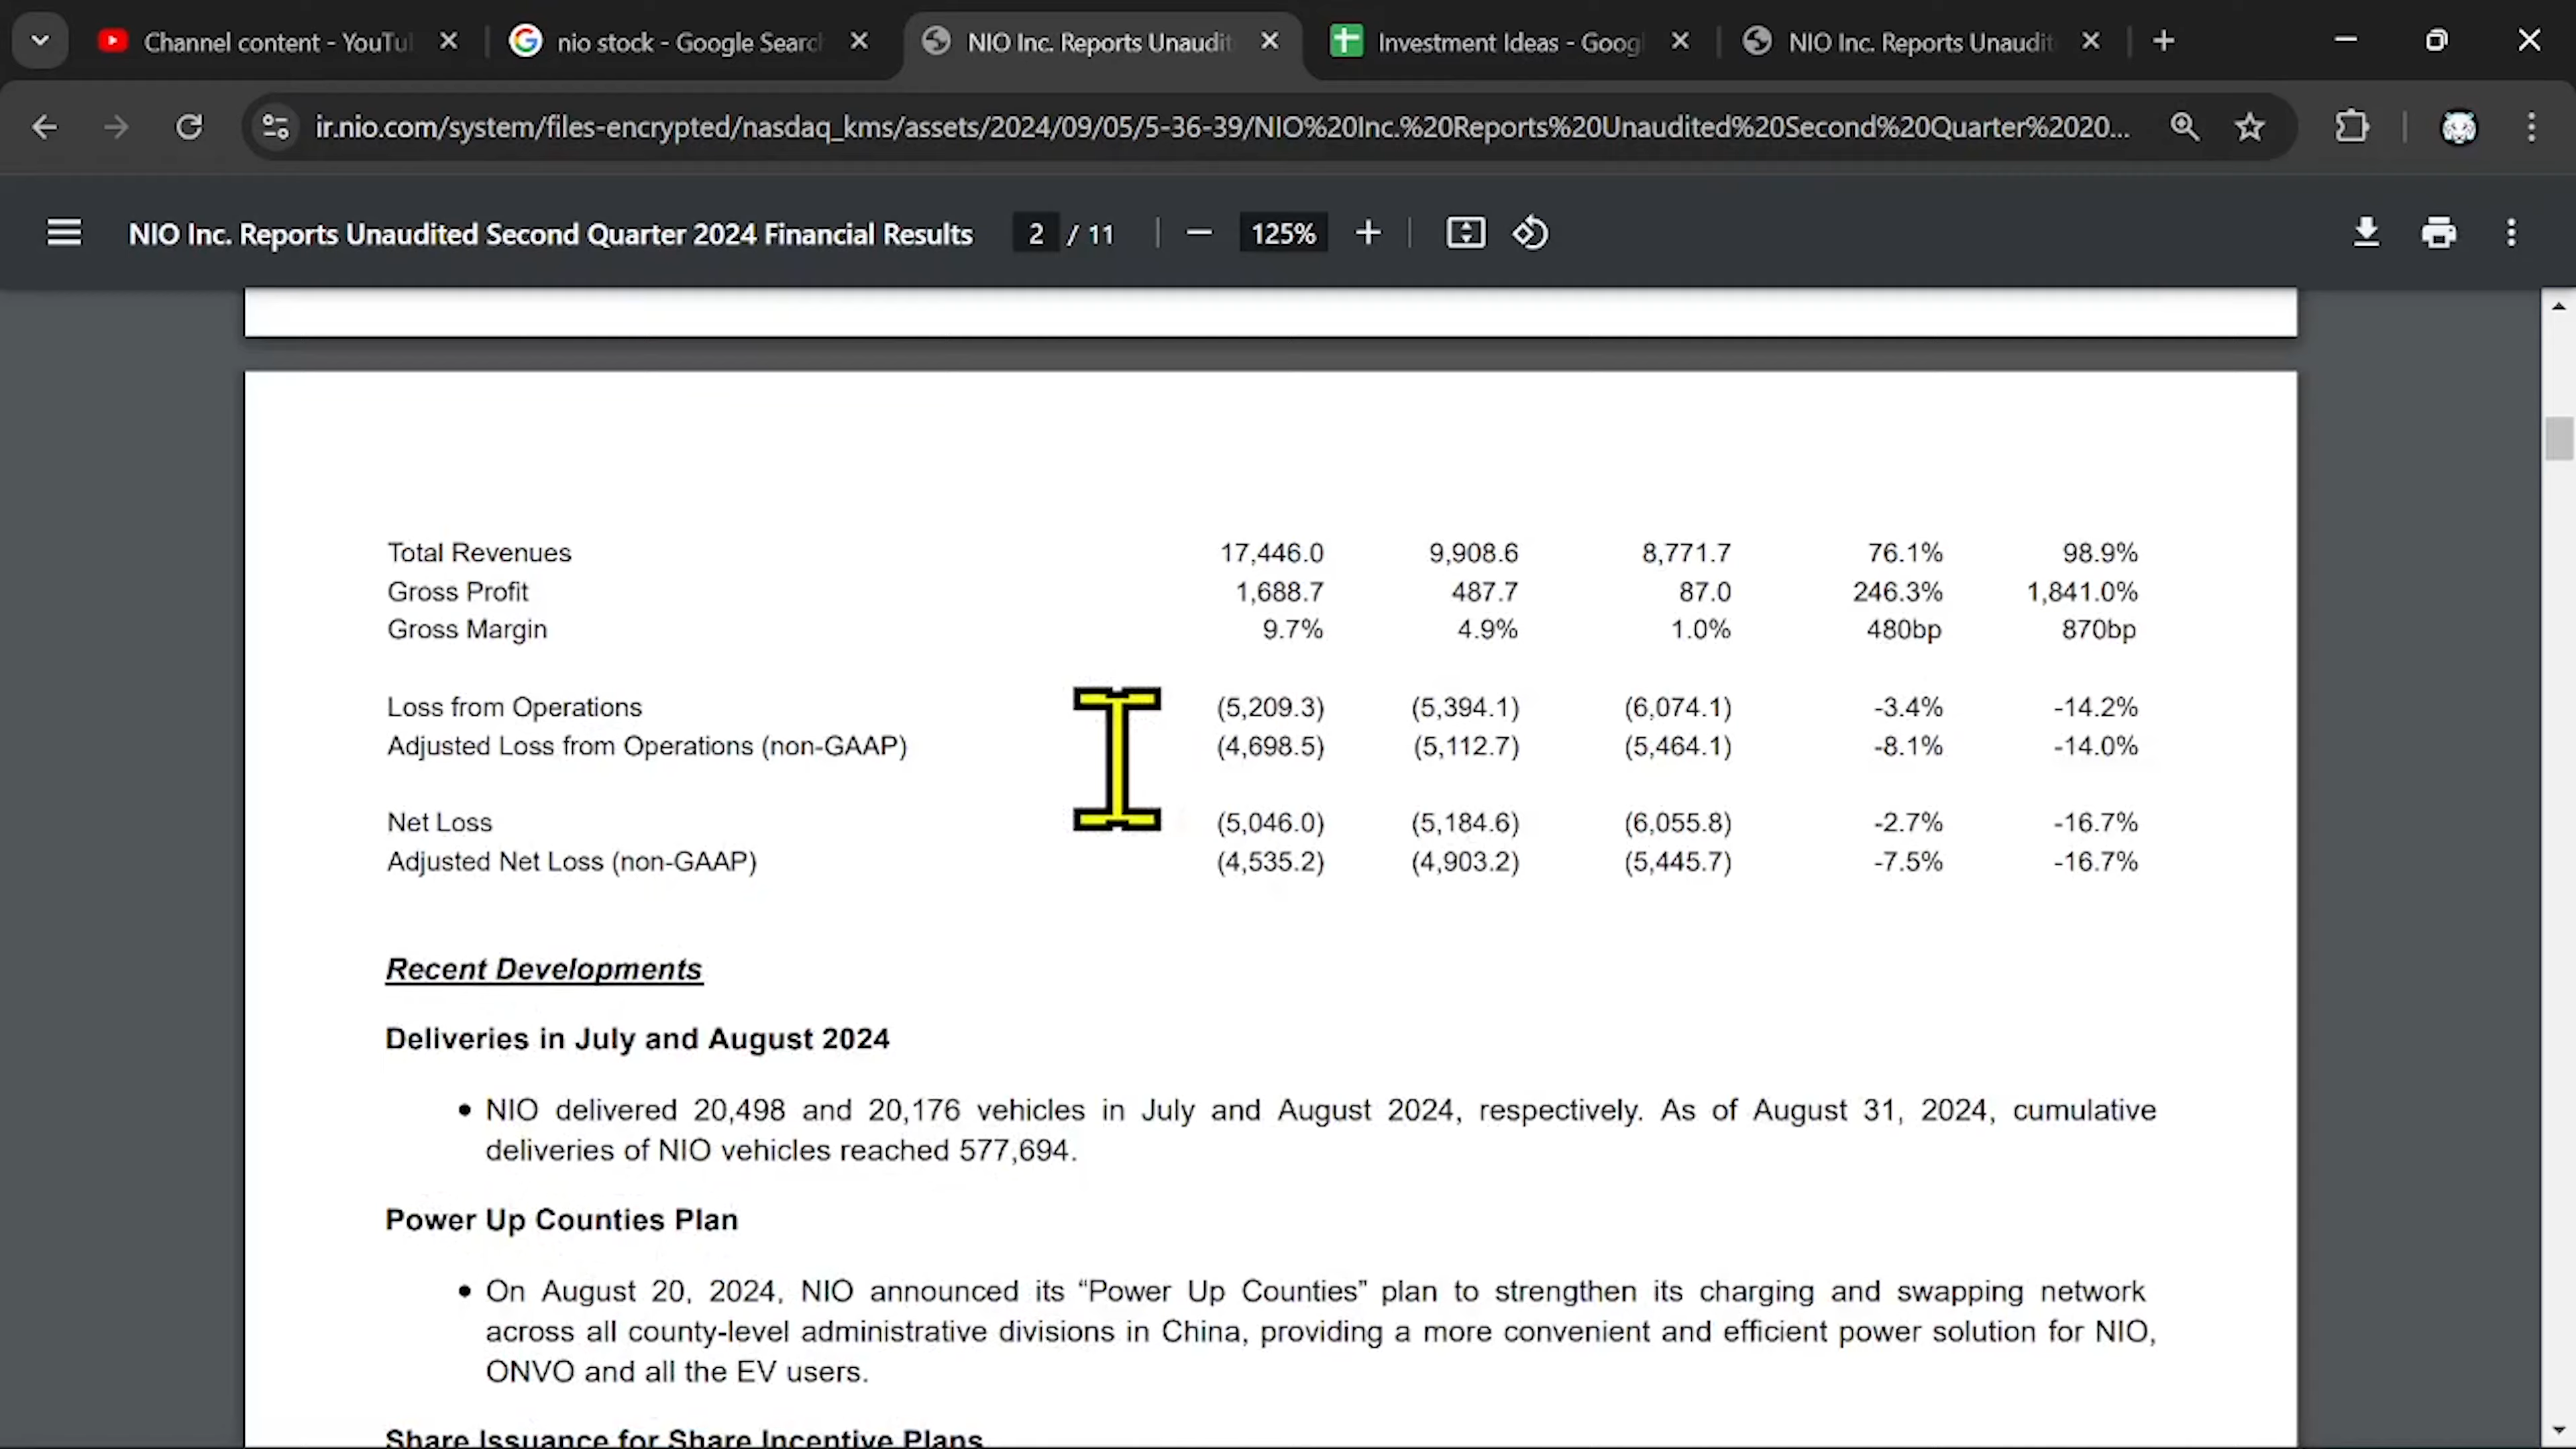 Channel content - YouTu
nio stock - Google Search
NIO Inc. Reports Unaudit
Investment Ideas - Goog
NIO Inc. Reports Unaudit
ir.nio.com/system/files-encrypted/nasdaq_kms/assets/2024/09/05/5-36-39/NIO%20Inc.%20Reports%20Unaudited%20Second%20Quarter%2020...
NIO Inc. Reports Unaudited Second Quarter 2024 Financial Results 2 / 11 125%
Total Revenues 17,446.0 9,908.6 8,771.7 76.1% 98.9%
Gross Profit 1,688.7 487.7 87.0 246.3% 1,841.0%
Gross Margin 9.7% 4.9% 1.0% 480bp 870bp
Loss from Operations (5,209.3) (5,394.1) (6,074.1) -3.4% -14.2%
Adjusted Loss from Operations (non-GAAP) (4,698.5) (5,112.7) (5,464.1) -8.1% -14.0%
Net Loss (5,046.0) (5,184.6) (6,055.8) -2.7% -16.7%
Adjusted Net Loss (non-GAAP) (4,535.2) (4,903.2) (5,445.7) -7.5% -16.7%
Recent Developments
Deliveries in July and August 2024
• NIO delivered 20,498 and 20,176 vehicles in July and August 2024, respectively. As of August 31, 2024, cumulative
deliveries of NIO vehicles reached 577,694.
Power Up Counties Plan
• On August 20, 2024, NIO announced its “Power Up Counties” plan to strengthen its charging and swapping network
across all county-level administrative divisions in China, providing a more convenient and efficient power solution for NIO,
ONVO and all the EV users.
Share Issuance for Share Incentive Plans